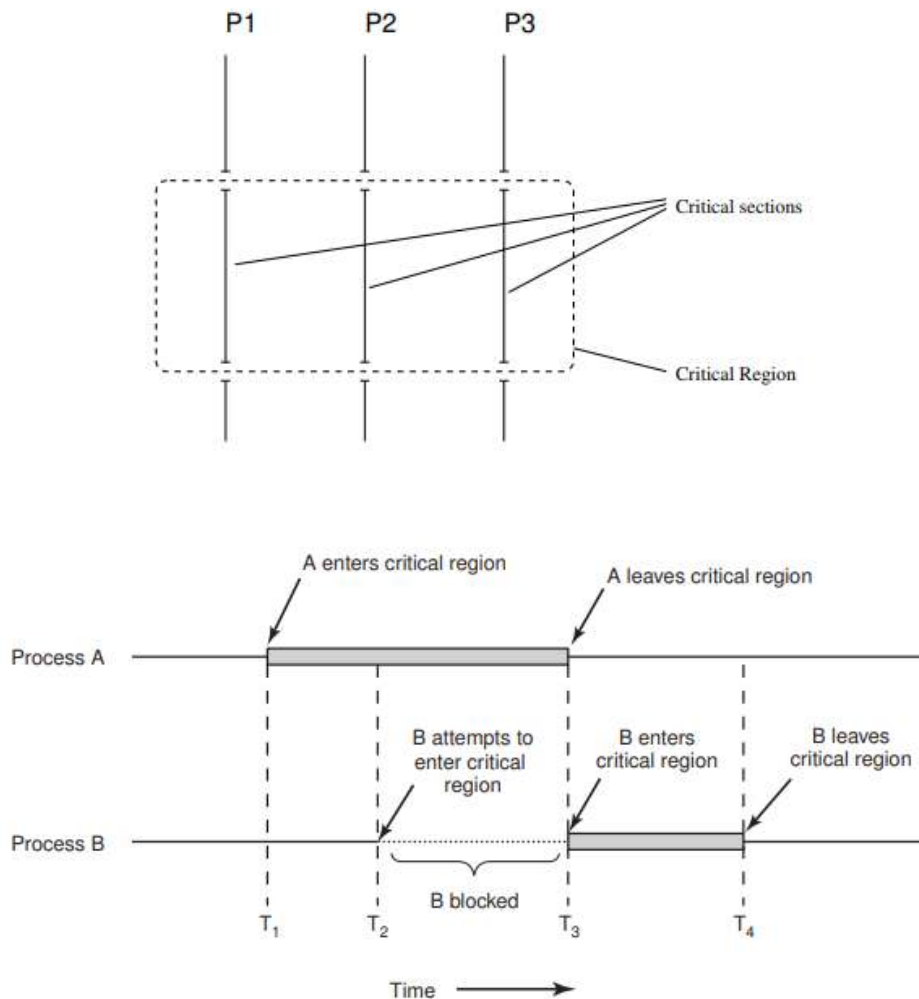 P1 P2 P3
Critical sections
Critical Region
A enters critical region
A leaves critical region
Process A
B attempts to
enter critical
region
B enters
critical region
B leaves
critical region
Process B
B blocked
T1 T2 T3 T4
Time